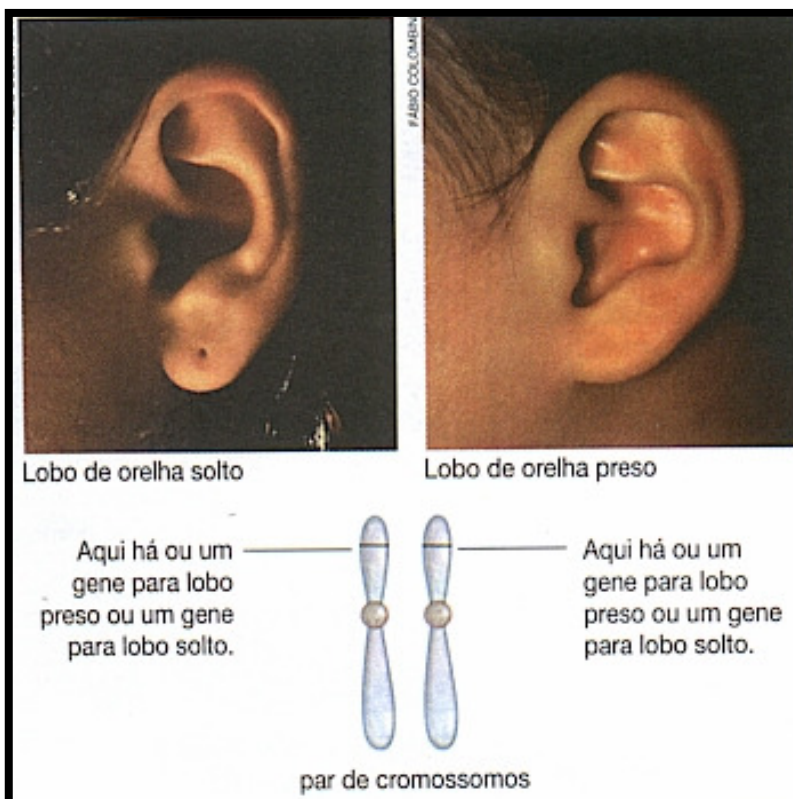 FÁBIO COLOMBIN
Lobo de orelha solto
Lobo de orelha preso
Aqui há ou um
gene para lobo
preso ou um gene
para lobo solto.
Aqui há ou um
gene para lobo
preso ou um gene
para lobo solto.
par de cromossomos